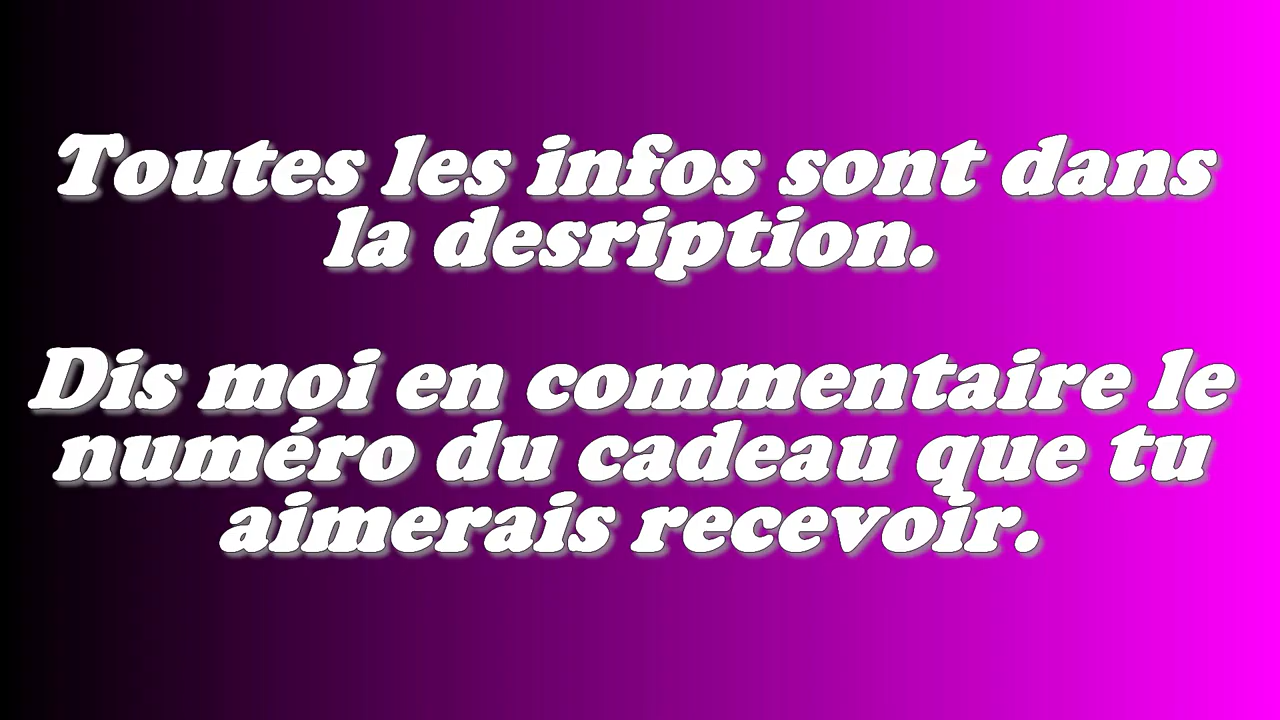 Toutes les infos sont dans
la desription.
Dis moi en commentaire le
numéro du cadeau que tu
aimerais recevoir.